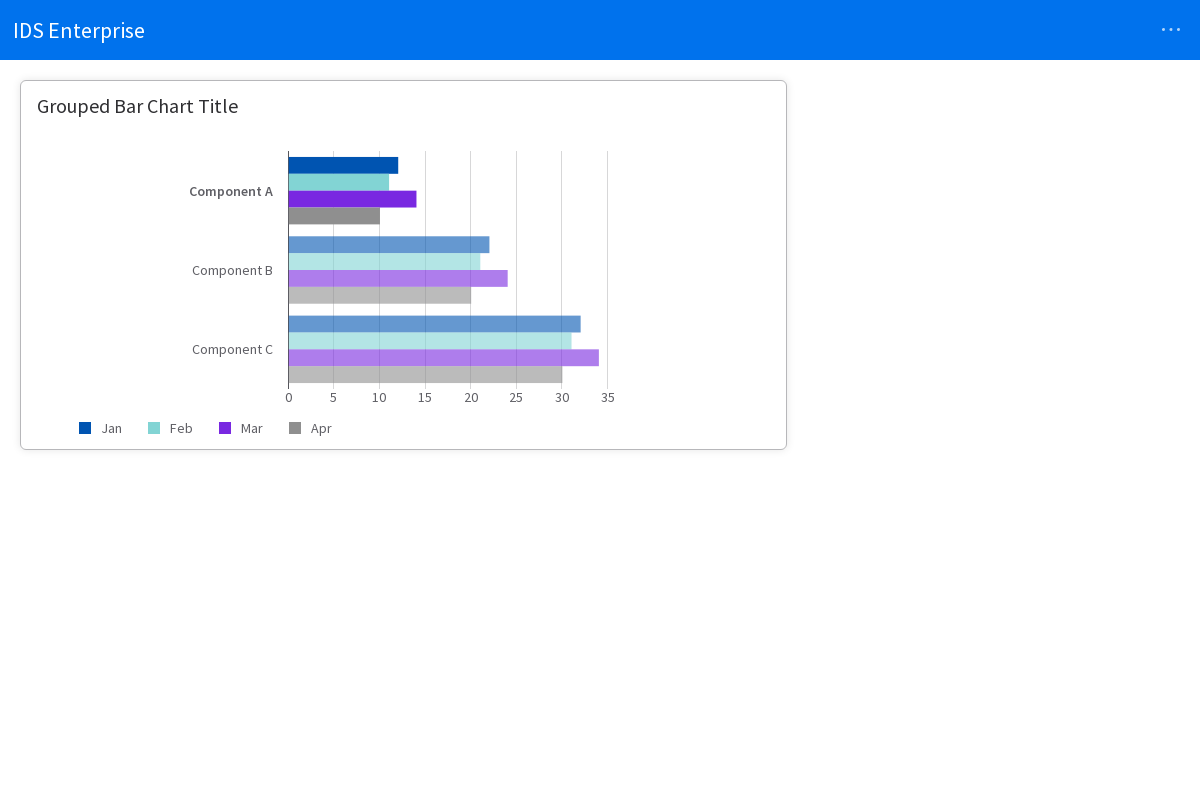 IDS Enterprise
Grouped Bar Chart Title
Component A
Component B
Component C
0 5 10 15 20 25 30 35
Jan Feb Mar Apr